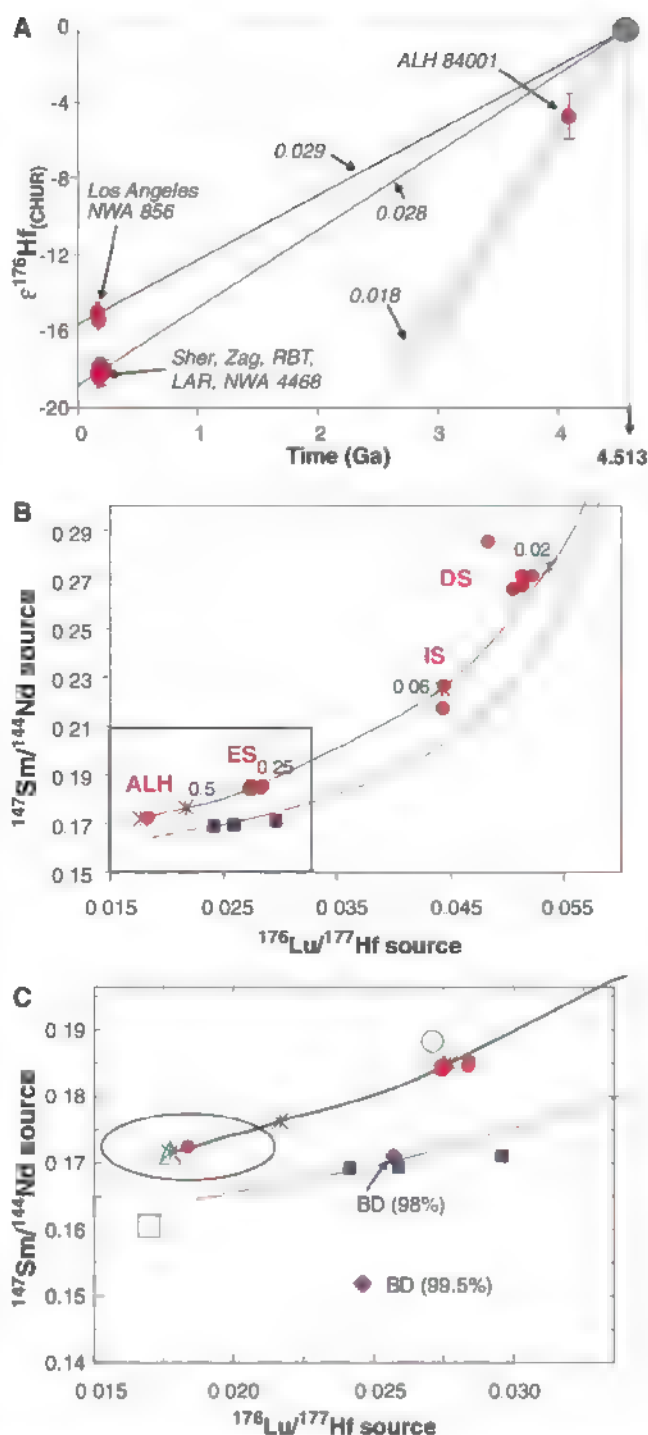 A
0
-4
-8
-12
-16
-20
ε176Hf(CHUR)
ALH 84001
0.029
0.028
0.018
Los Angeles
NWA 856
Sher, Zag, RBT,
LAR, NWA 4468
0
1
2
3
4
4.513
Time (Ga)
B
0 29
0 27
0 25
0 23
0 21
0 19
0 17
0 15
147Sm/144Nd source
DS
0.02
IS
0 06
ES
0 25
ALH
0.5
0 015
0 025
0 035
0 045
0 055
176Lu/177Hf source
C
0 19
0 18
0 17
0 16
0 15
0 14
147Sm/144Nd source
BD (98%)
BD (99.5%)
0 015
0 020
0 025
0 030
176Lu/177Hf source